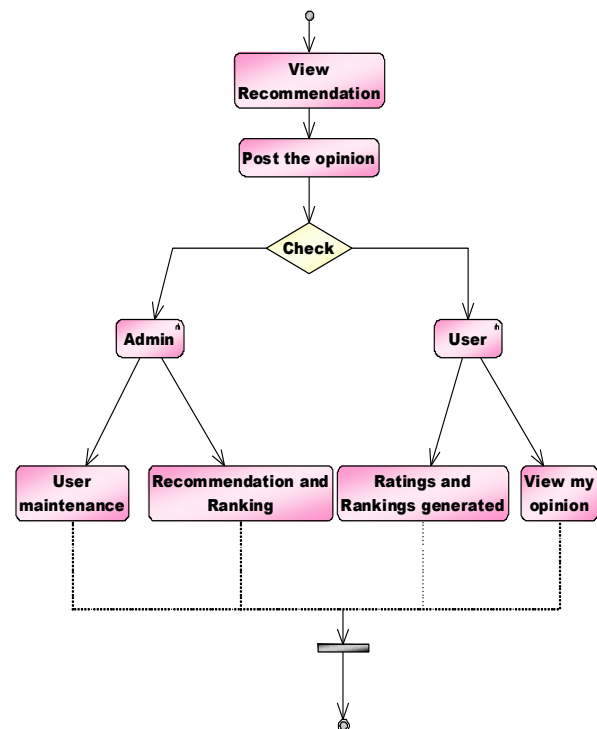 View
Recommendation
Post the opinion
Check
Admin
User
User
maintenance
Recommendation and
Ranking
Ratings and
Rankings generated
View my
opinion